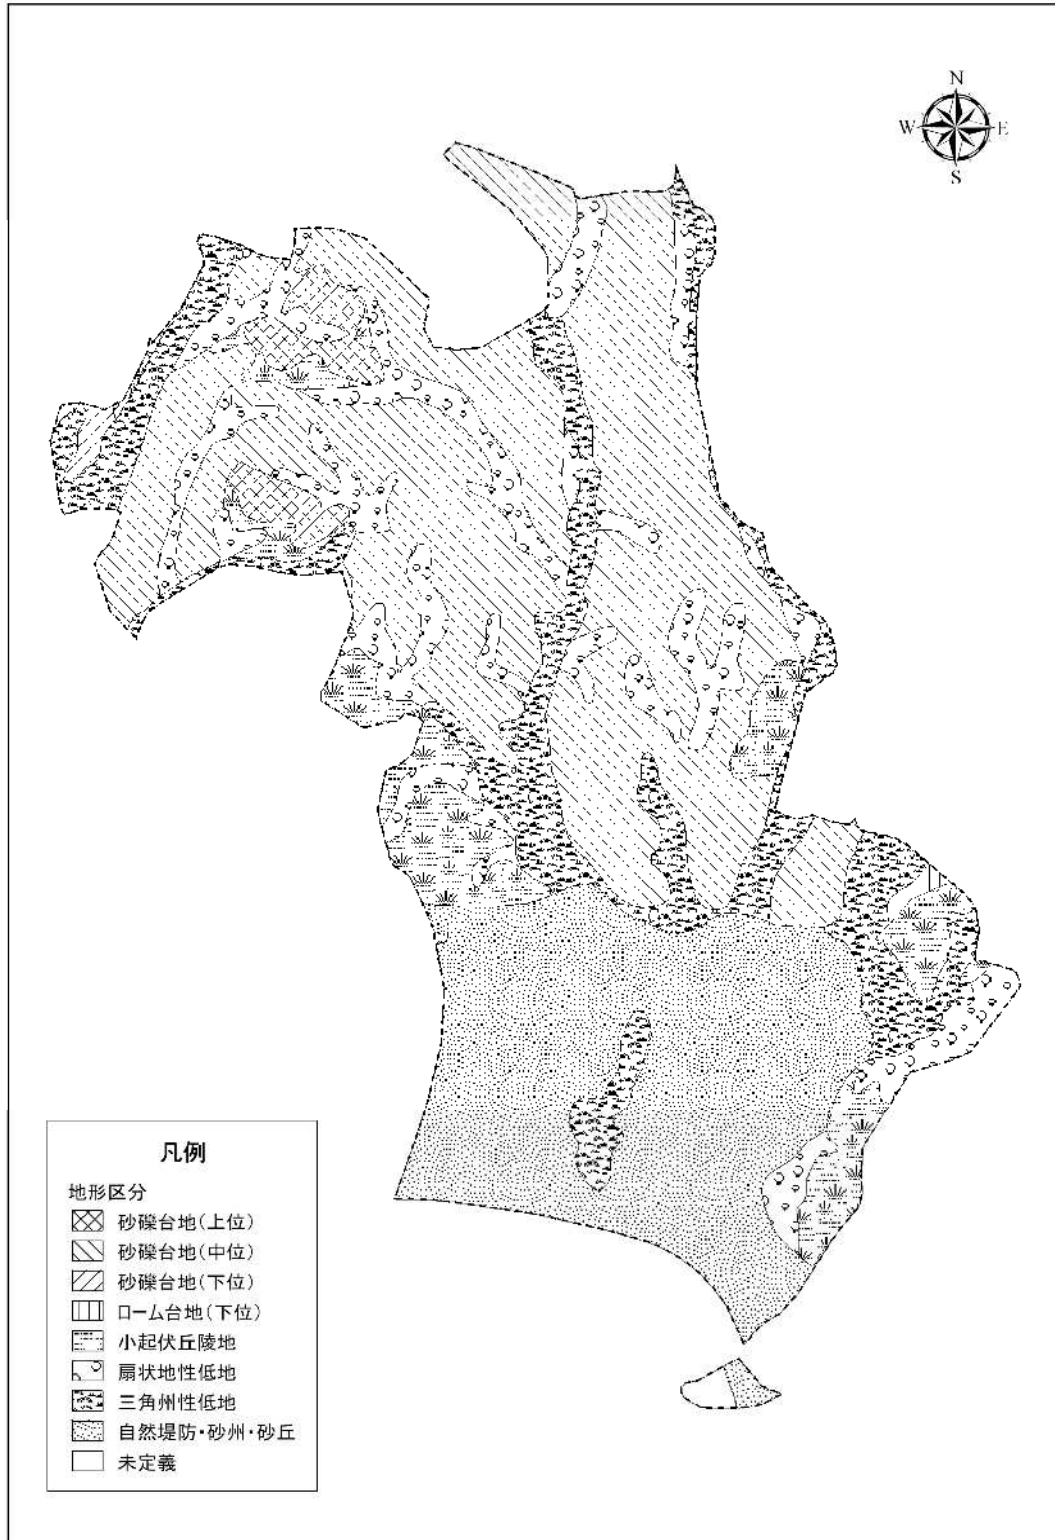 N
W E
S
凡例
地形区分
砂礫台地(上位)
砂礫台地(中位)
砂礫台地(下位)
ローム台地(下位)
小起伏丘陵地
扇状地性低地
三角州性低地
自然堤防・砂州・砂丘
未定義